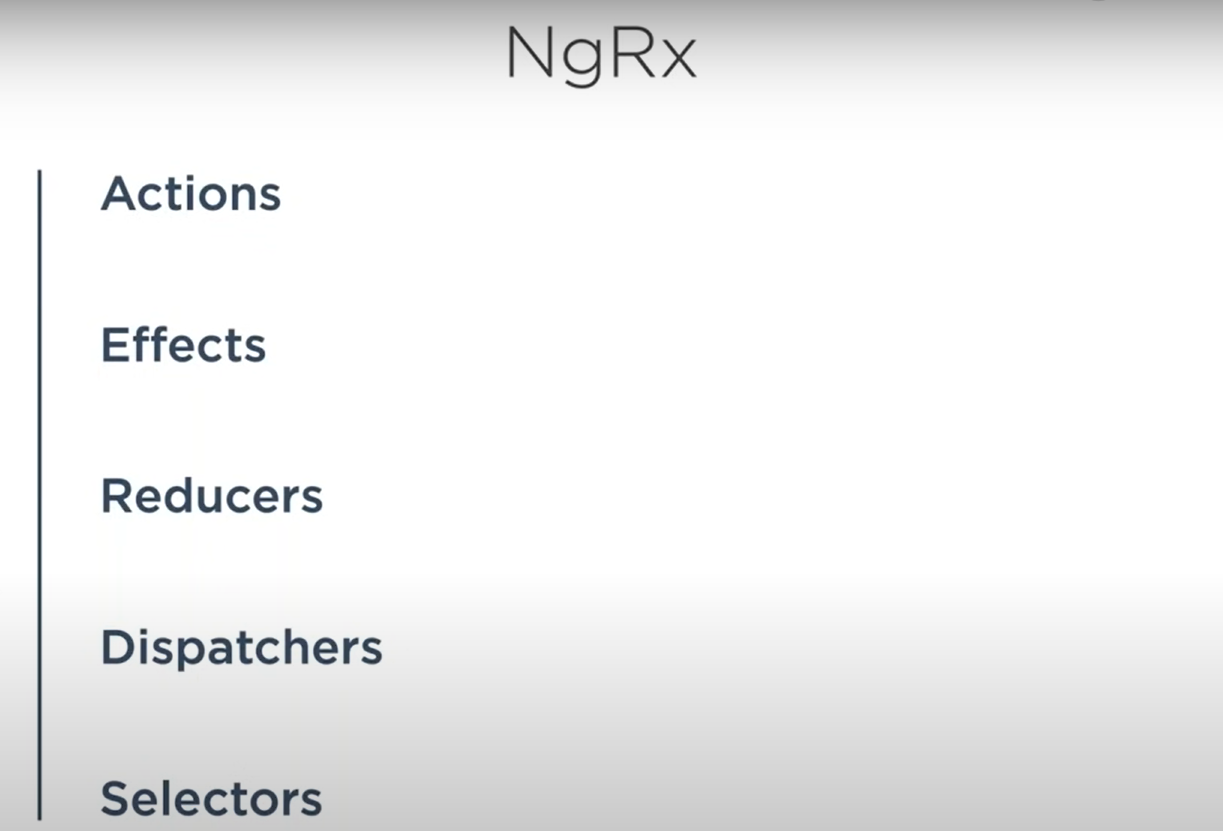 NgRx
Actions
Effects
Reducers
Dispatchers
Selectors